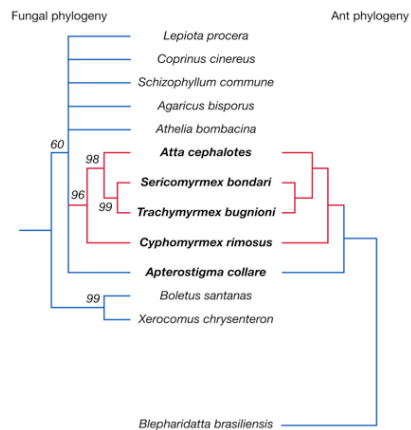 Fungal phylogeny
Ant phylogeny
Lepiota procera
Coprinus cinereus
Schizophyllum commune
Agaricus bisporus
Athelia bombacina
60
98
Atta cephalotes
Sericomyrmex bondari
96
99
Trachymyrmex bugnioni
Cyphomyrmex rimosus
Apterostigma collare
99
Boletus santanas
Xerocomus chrysenteron
Blepharidatta brasiliensis